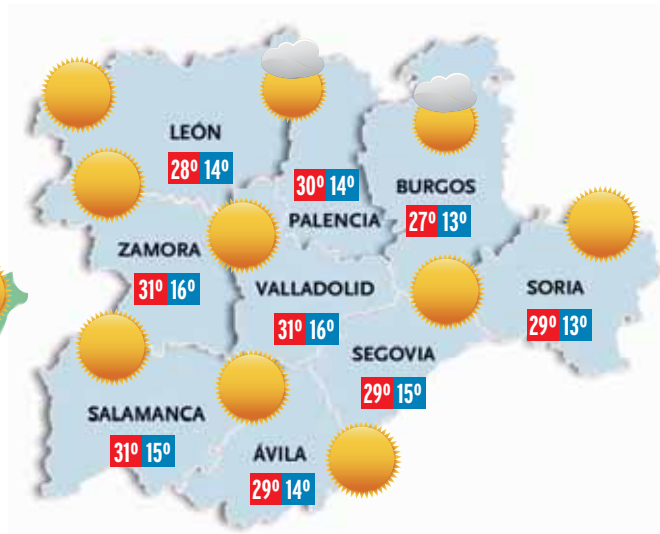 LEÓN
28º 14º
30º 14º
PALENCIA
BURGOS
27º 13º
ZAMORA
31º 16º
VALLADOLID
31º 16º
SORIA
29º 13º
SEGOVIA
29º 15º
SALAMANCA
31º 15º
ÁVILA
29º 14º